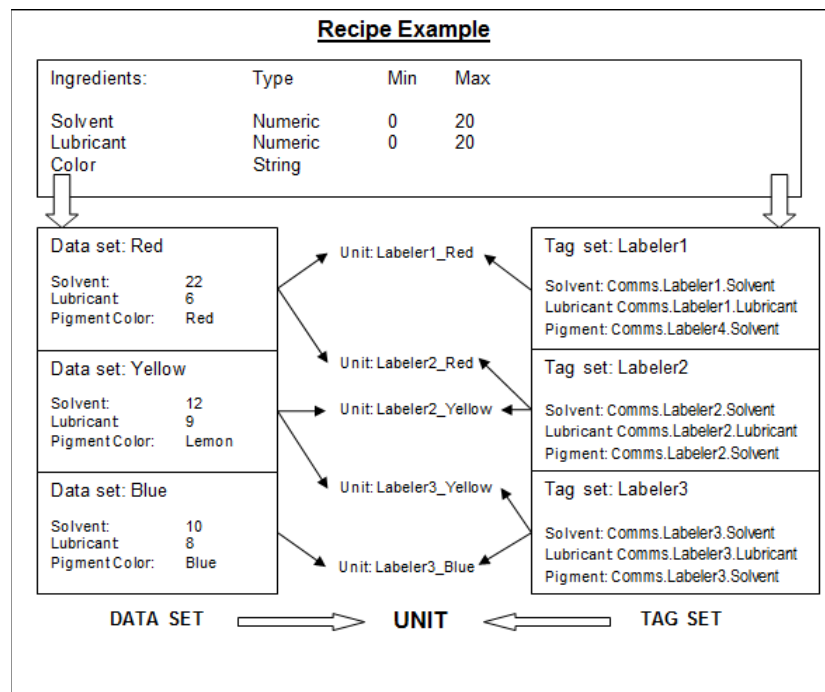 Recipe Example
Ingredients: Type Min Max
Solvent Numeric 0 20
Lubricant Numeric 0 20
Color String
Data set: Red
Solvent: 22
Lubricant 6
Pigment Color: Red
Data set: Yellow
Solvent: 12
Lubricant 9
Pigment Color: Lemon
Data set: Blue
Solvent: 10
Lubricant 8
Pigment Color: Blue
Unit: Labeler1_Red
Unit: Labeler2_Red
Unit: Labeler2_Yellow
Unit: Labeler3_Yellow
Unit: Labeler3_Blue
Tag set: Labeler1
Solvent: Comms.Labeler1.Solvent
Lubricant Comms.Labeler1.Lubricant
Pigment: Comms.Labeler4.Solvent
Tag set: Labeler2
Solvent: Comms.Labeler2.Solvent
Lubricant Comms.Labeler2.Lubricant
Pigment: Comms.Labeler2.Solvent
Tag set: Labeler3
Solvent: Comms.Labeler3.Solvent
Lubricant Comms.Labeler3.Lubricant
Pigment: Comms.Labeler3.Solvent
DATA SET UNIT TAG SET